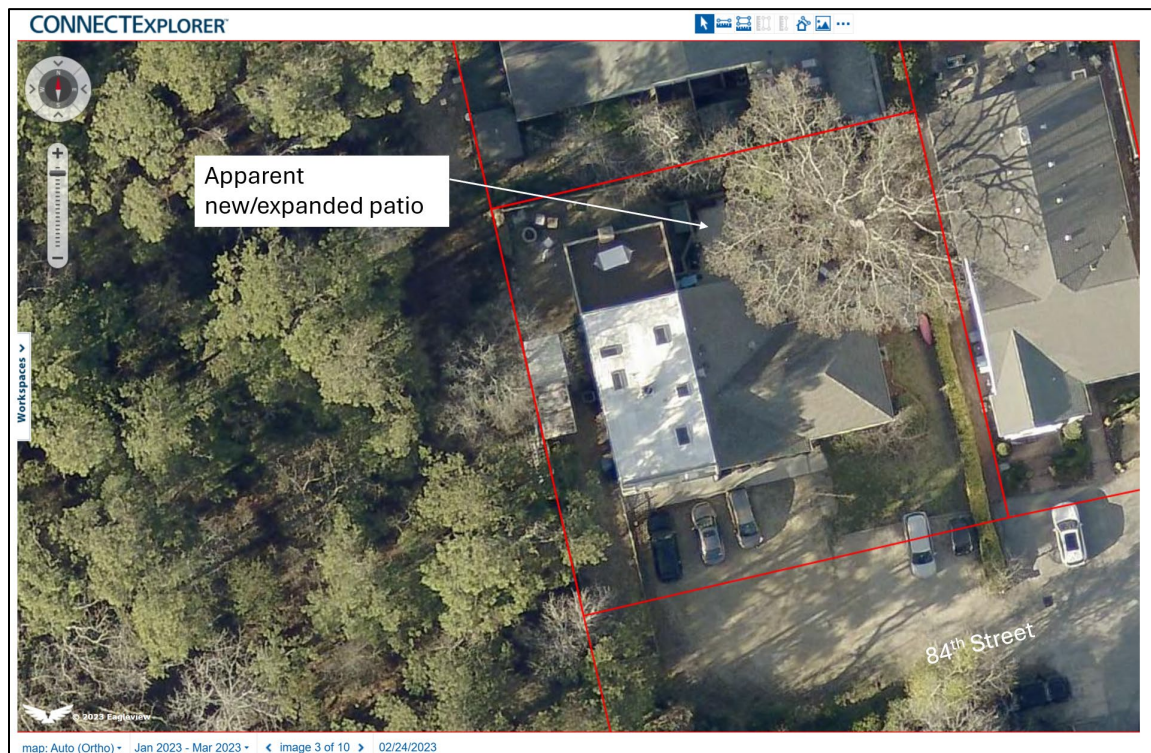 CONNECTEXPLORER™
N
Apparent
new/expanded patio
Workspaces
84th Street
© 2023 Eagleview
map: Auto (Ortho) Jan 2023 - Mar 2023 < image 3 of 10 > 02/24/2023